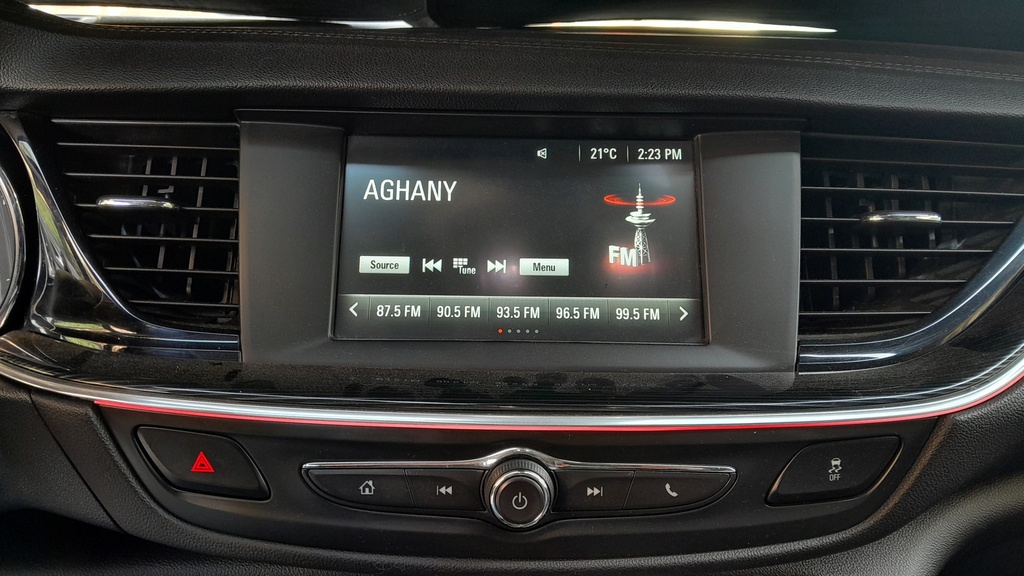 21°C 2:23 PM
AGHANY
FM
Source Tune Menu
87.5 FM 90.5 FM 93.5 FM 96.5 FM 99.5 FM
OFF